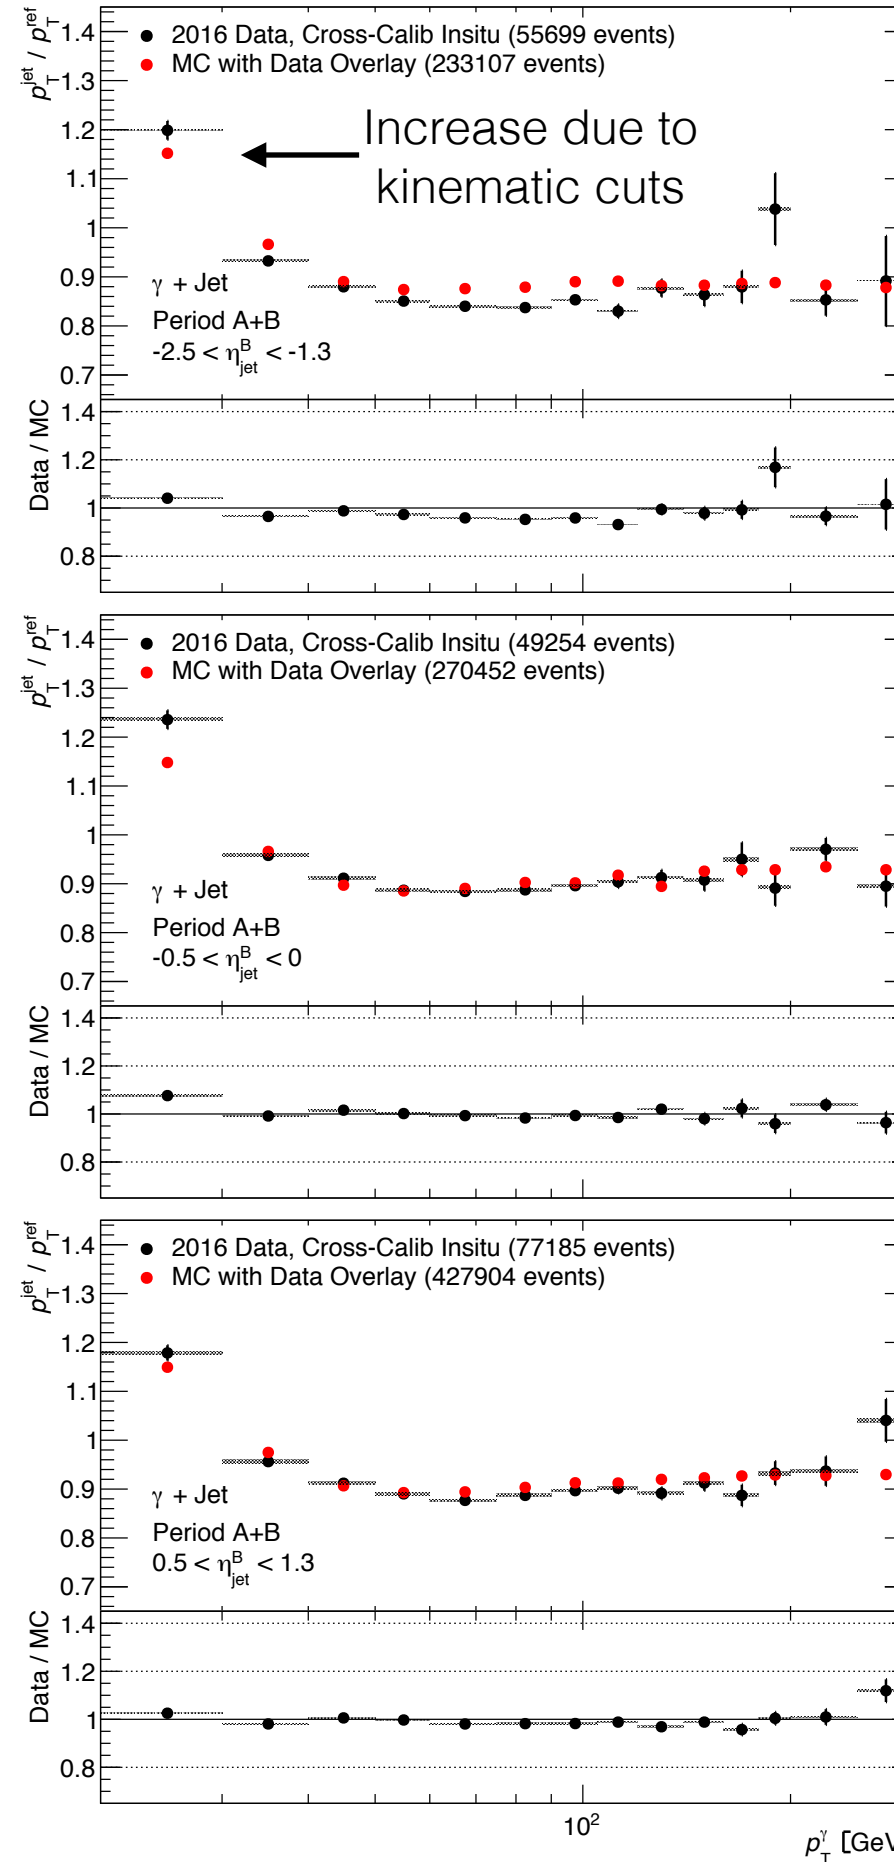 p_T^jet / p_T^ref
1.4
1.3
1.2
1.1
1
0.9
0.8
0.7
2016 Data, Cross-Calib Insitu (55699 events)
MC with Data Overlay (233107 events)
Increase due to
kinematic cuts
γ + Jet
Period A+B
-2.5 < η_jet^B < -1.3
Data / MC
1.4
1.2
1
0.8
p_T^jet / p_T^ref
1.4
1.3
1.2
1.1
1
0.9
0.8
0.7
2016 Data, Cross-Calib Insitu (49254 events)
MC with Data Overlay (270452 events)
γ + Jet
Period A+B
-0.5 < η_jet^B < 0
Data / MC
1.4
1.2
1
0.8
p_T^jet / p_T^ref
1.4
1.3
1.2
1.1
1
0.9
0.8
0.7
2016 Data, Cross-Calib Insitu (77185 events)
MC with Data Overlay (427904 events)
γ + Jet
Period A+B
0.5 < η_jet^B < 1.3
Data / MC
1.4
1.2
1
0.8
10²
p_T^γ [GeV